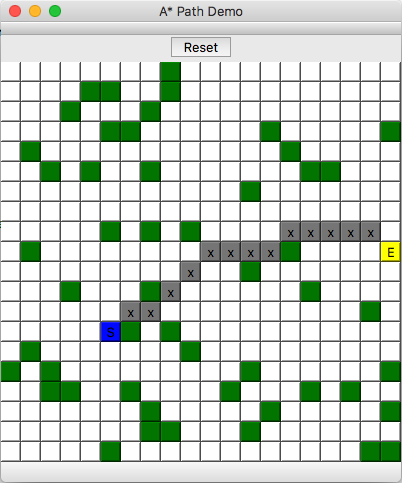 A* Path Demo
Reset
x x x x x
x x x x E
x
x
x x
S